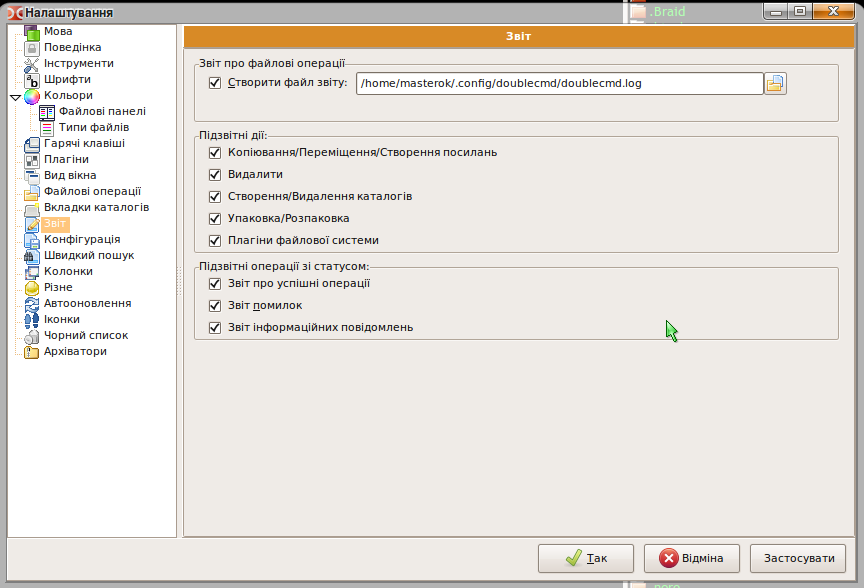 .Braid
Налаштування
Мова
Поведінка
Інструменти
Шрифти
Кольори
Файлові панелі
Типи файлів
Гарячі клавіші
Плагіни
Вид вікна
Файлові операції
Вкладки каталогів
Звіт
Конфігурація
Швидкий пошук
Колонки
Різне
Автооновлення
Іконки
Чорний список
Архіватори
Звіт
Звіт про файлові операції
Створити файл звіту: /home/masterok/.config/doublecmd/doublecmd.log
Підзвітні дії:
Копіювання/Переміщення/Створення посилань
Видалити
Створення/Видалення каталогів
Упаковка/Розпаковка
Плагіни файлової системи
Підзвітні операції зі статусом:
Звіт про успішні операції
Звіт помилок
Звіт інформаційних повідомлень
Так Відміна Застосувати